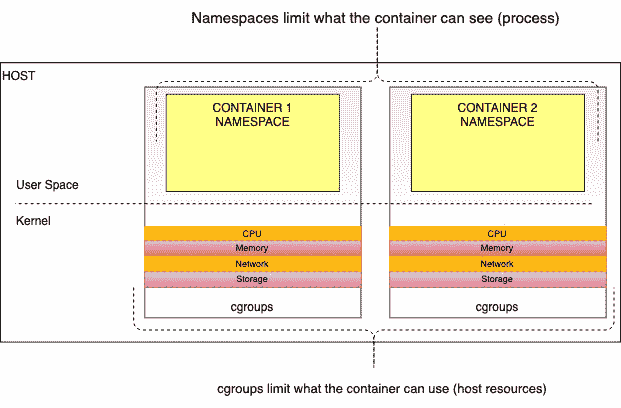 Namespaces limit what the container can see (process)
HOST
CONTAINER 1
NAMESPACE
CONTAINER 2
NAMESPACE
User Space
Kernel
CPU
Memory
Network
Storage
cgroups
CPU
Memory
Network
Storage
cgroups
cgroups limit what the container can use (host resources)